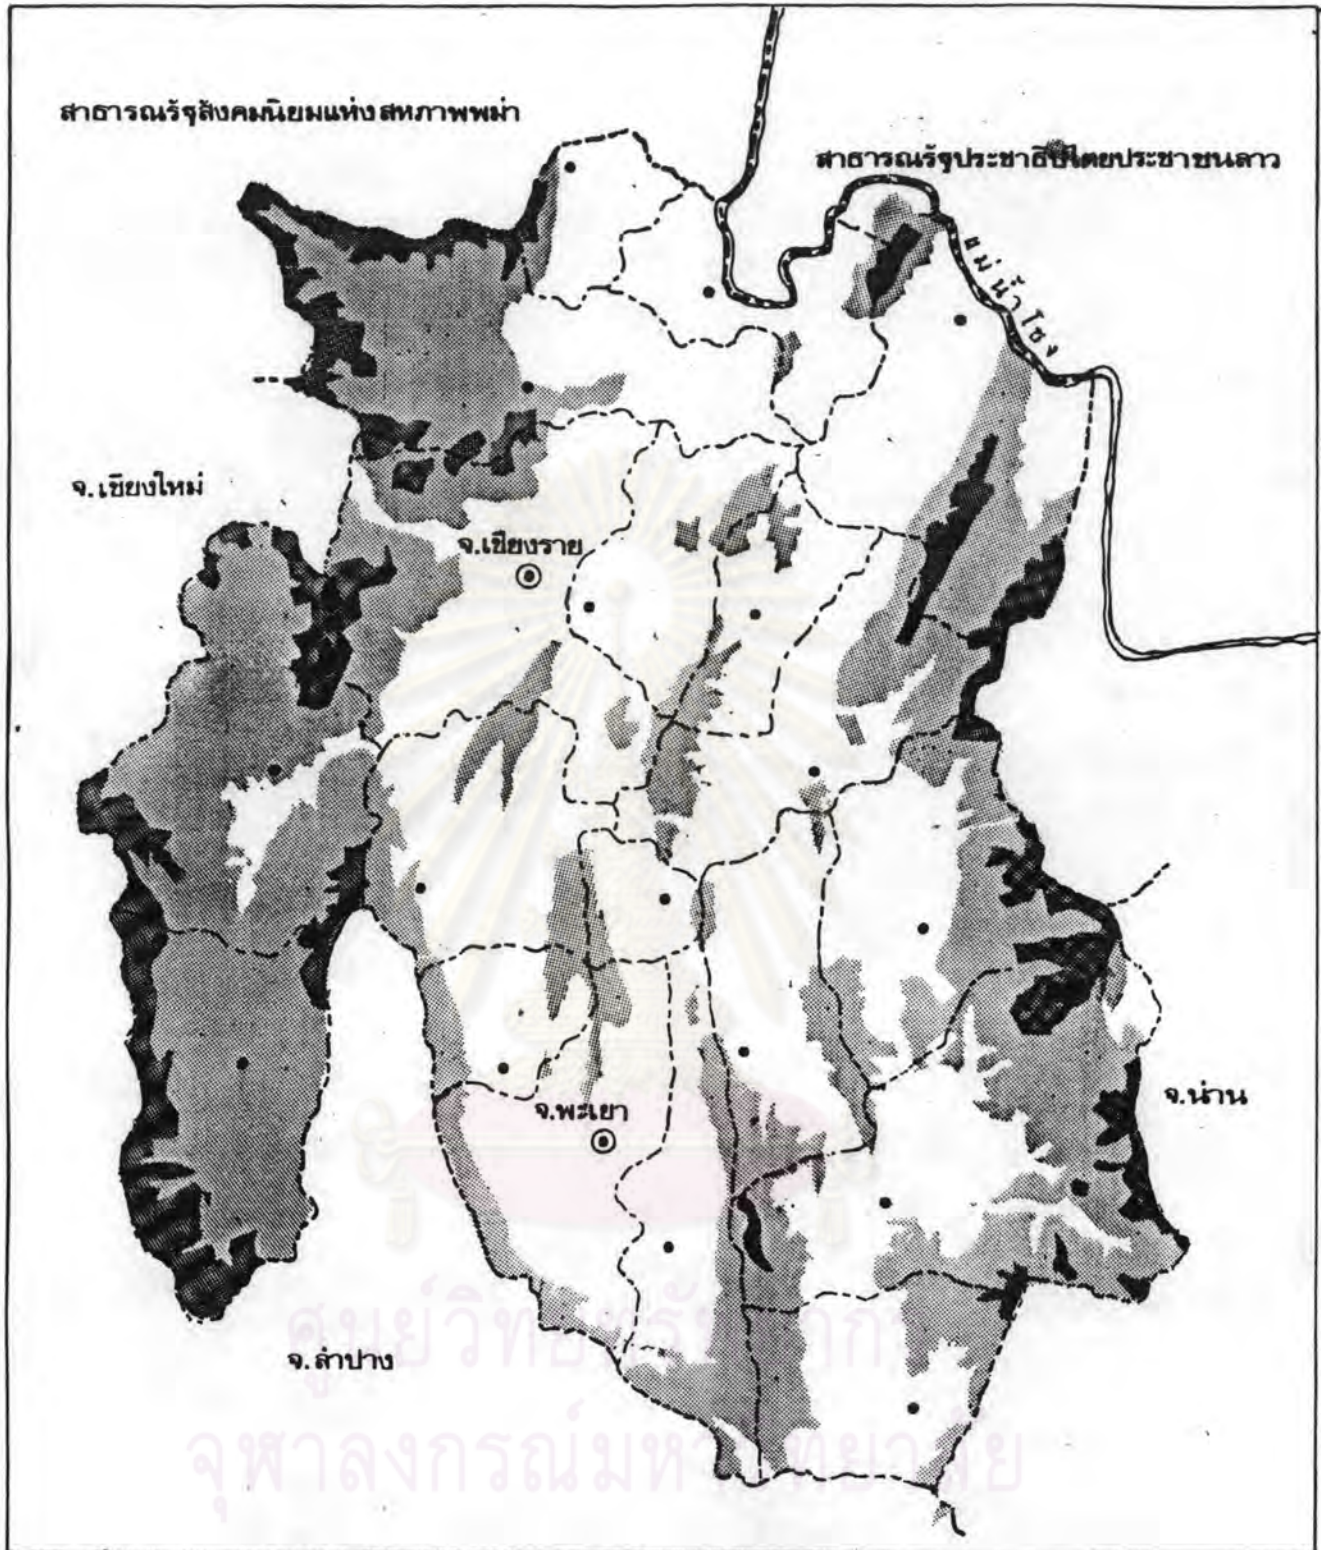 สาธารณรัฐสังคมนิยมแห่งสหภาพพม่า
สาธารณรัฐประชาธิปไตยประชาชนลาว
แม่น้ำโขง
จ.เชียงใหม่
จ.เชียงราย
จ.น่าน
จ.พะเยา
จ.ลำปาง
ศูนย์วิทยทรัพยากร
จุฬาลงกรณ์มหาวิทยาลัย